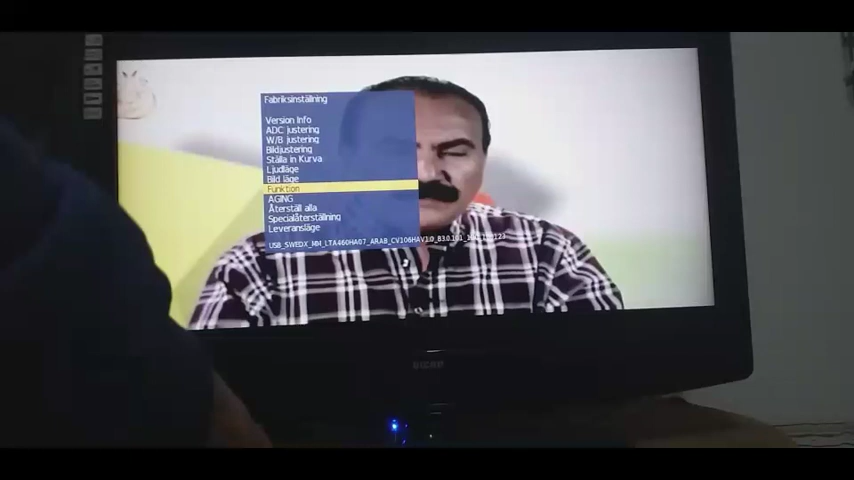 Fabriksinställning
Version Info
ADC justering
W/B justering
Bildjustering
Ställa in Kurva
Ljudläge
Bild läge
Funktion
AGING
Återställ alla
Specialåterställning
Leveransläge